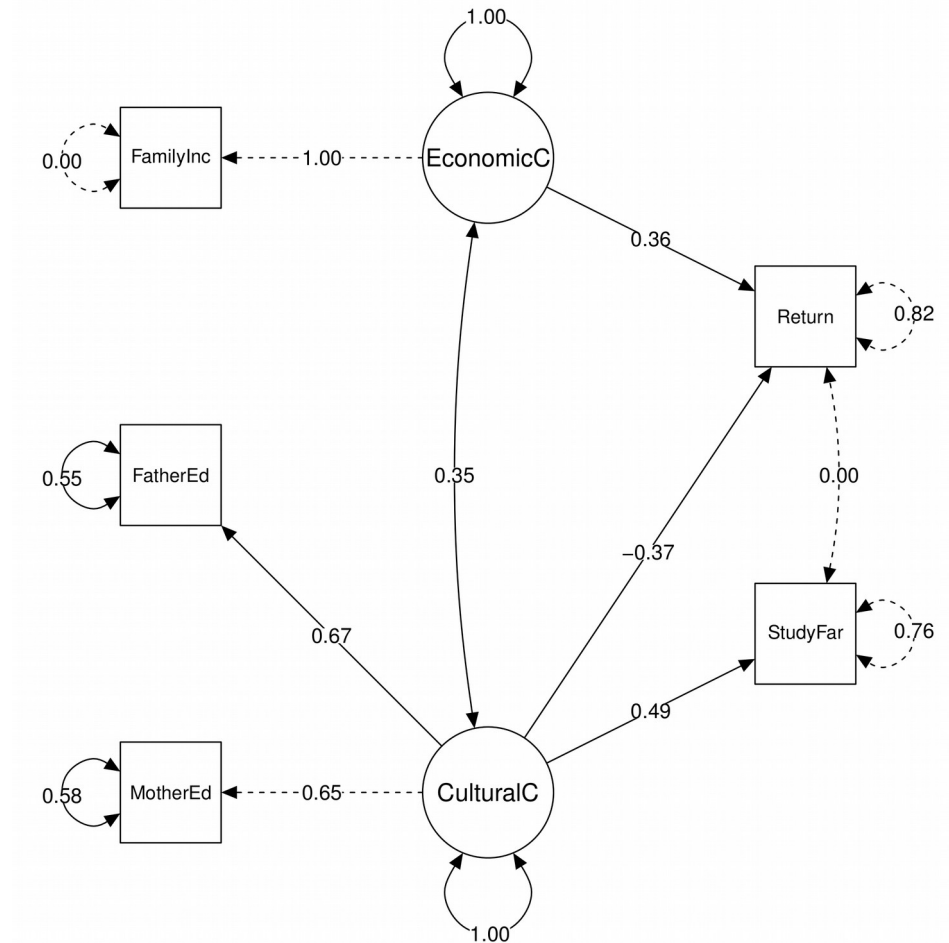 1.00
FamilyInc
0.00
1.00
EconomicC
0.36
Return
0.82
FatherEd
0.55
0.35
0.00
−0.37
0.67
StudyFar
0.76
0.49
MotherEd
0.58
0.65
CulturalC
1.00